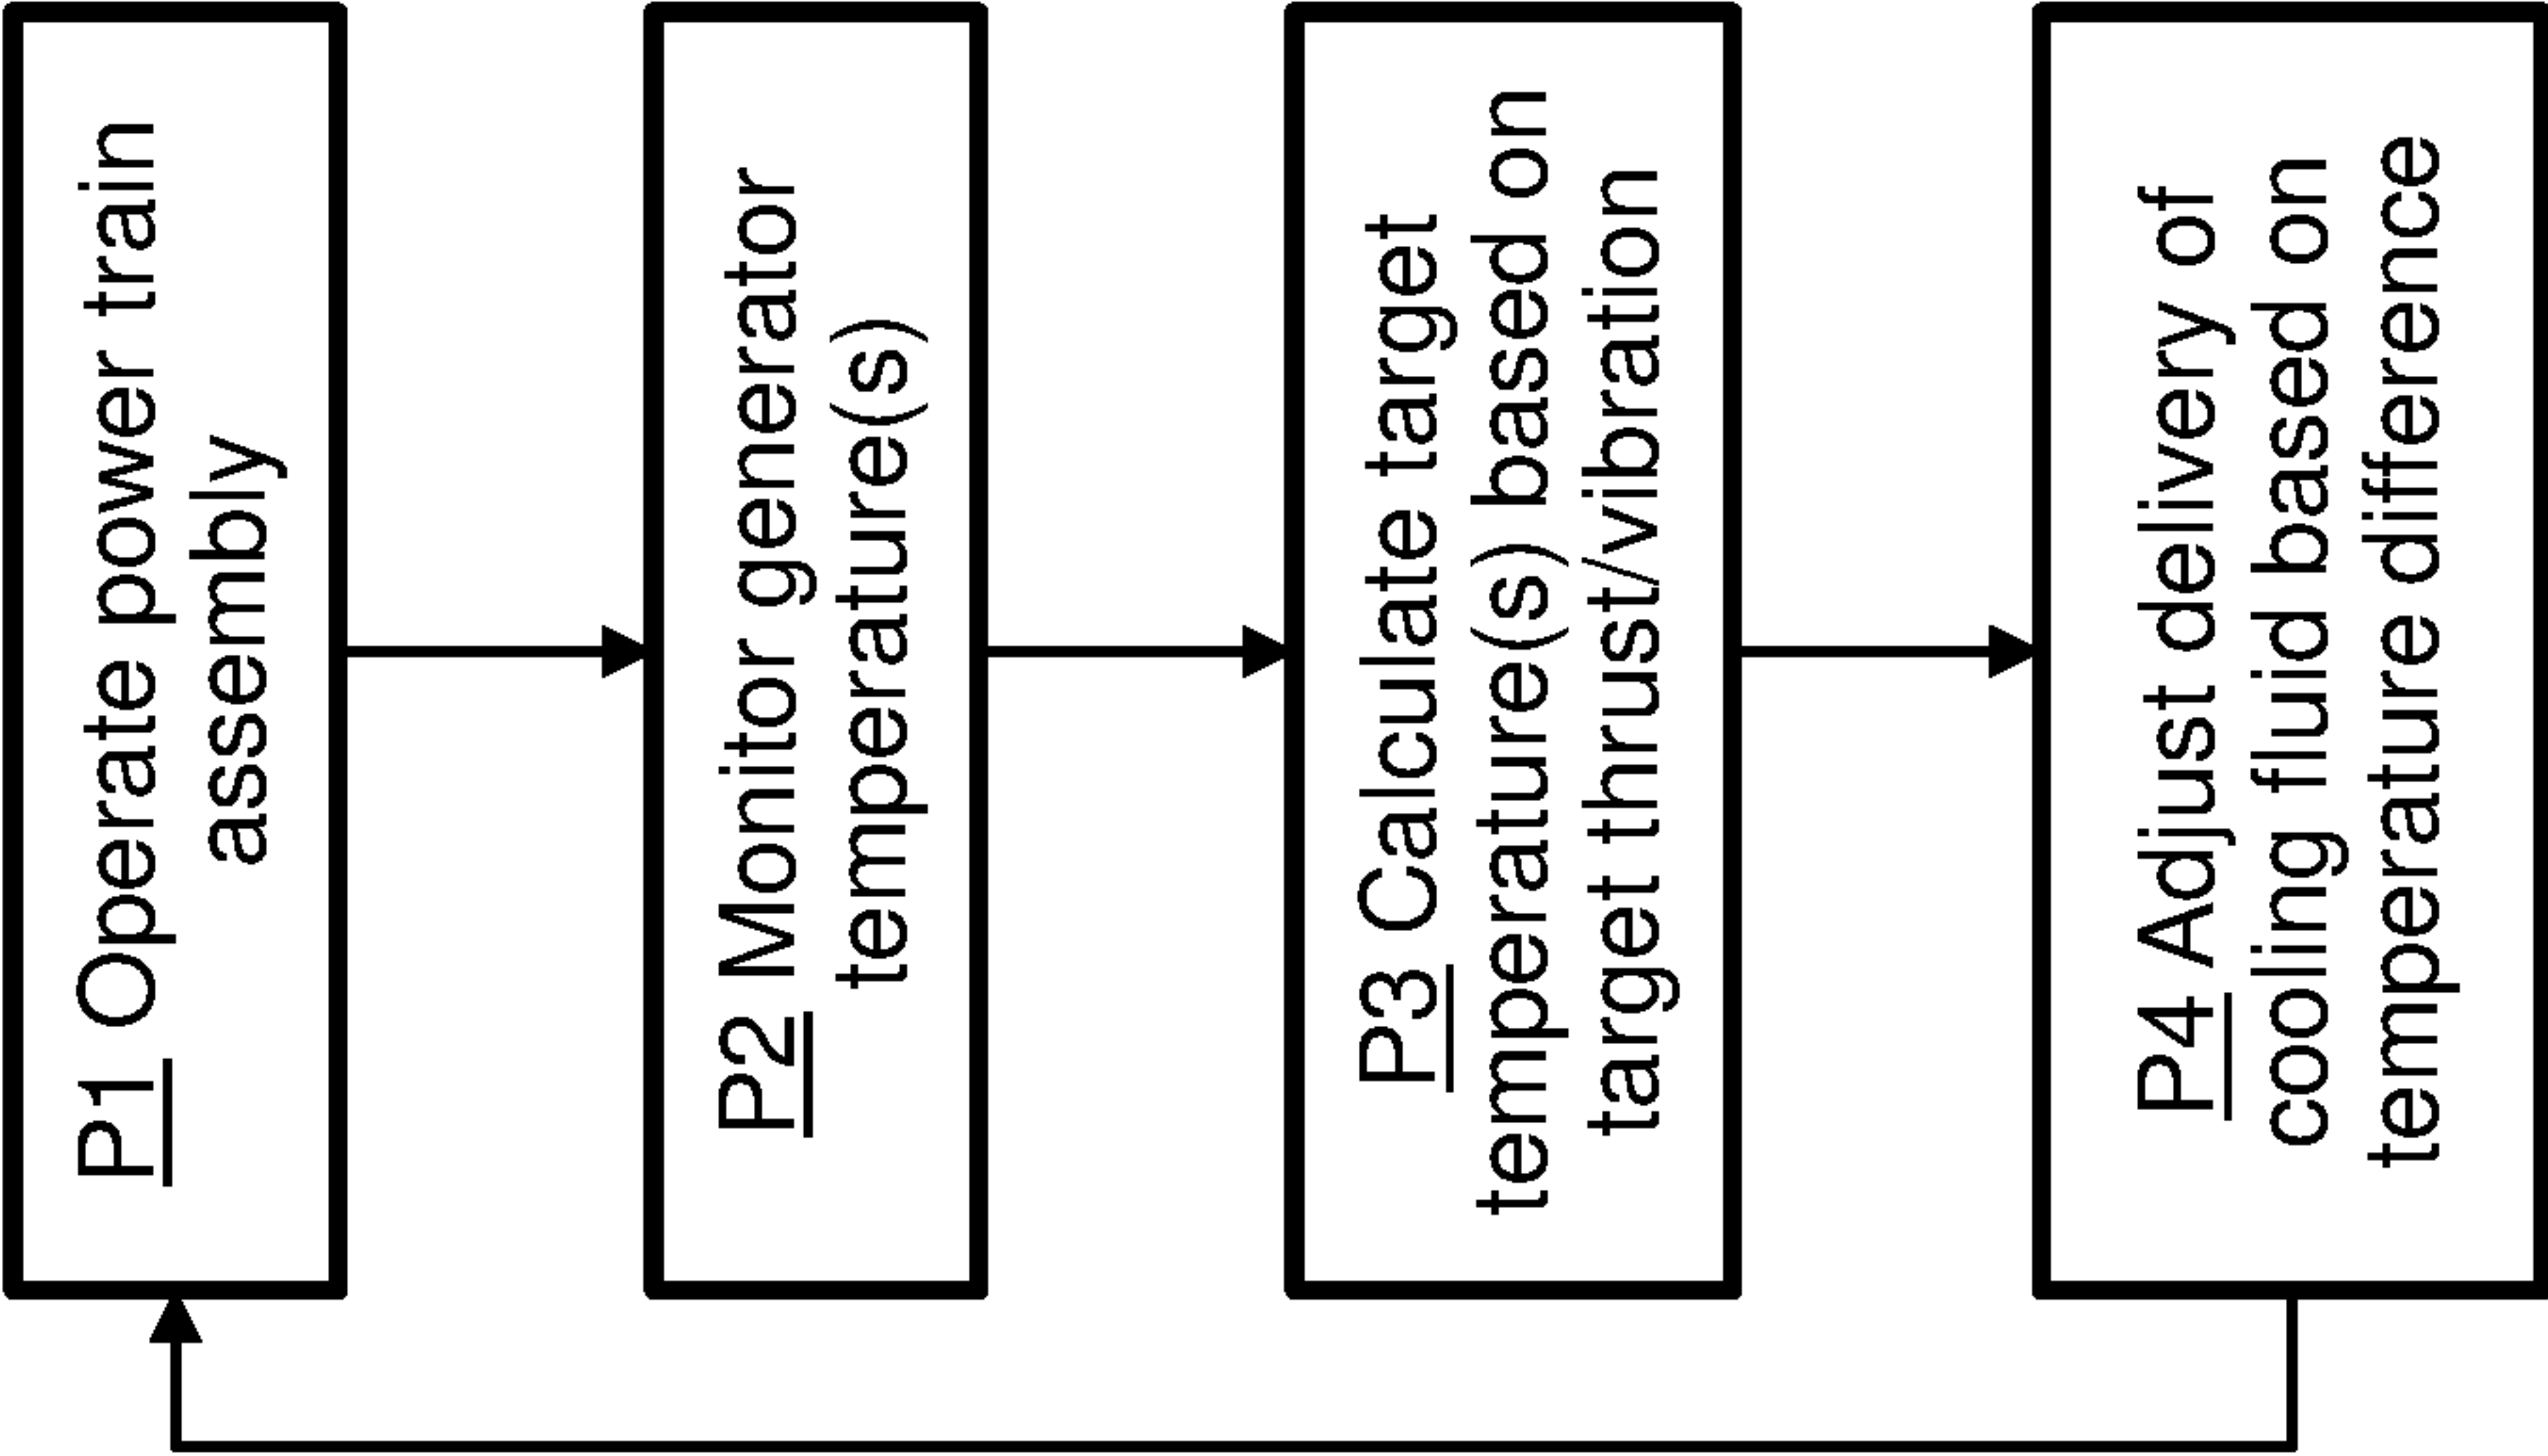 P1 Operate power train
assembly
P2 Monitor generator
temperature(s)
P3 Calculate target
temperature(s) based on
target thrust/vibration
P4 Adjust delivery of
cooling fluid based on
temperature difference